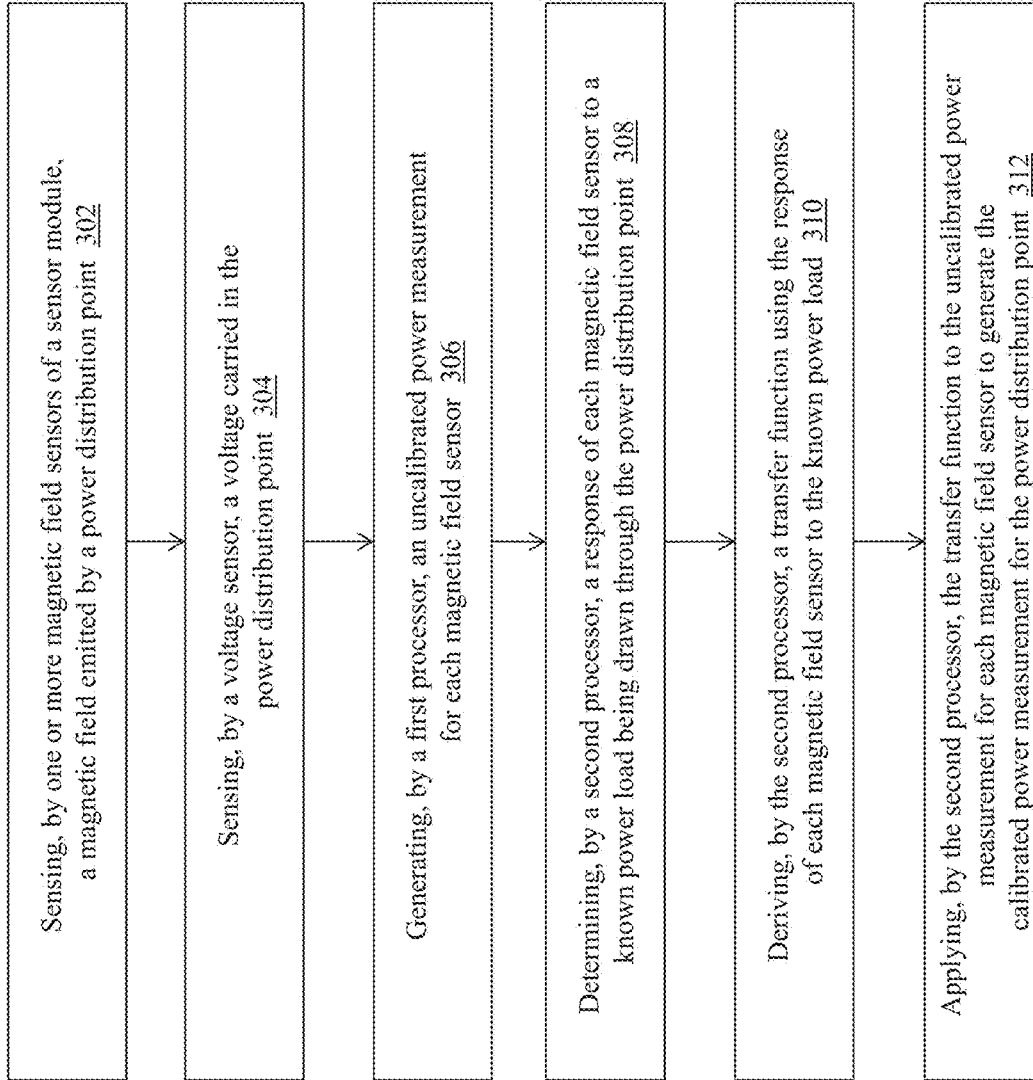 Sensing, by one or more magnetic field sensors of a sensor module,
a magnetic field emitted by a power distribution point 302
Sensing, by a voltage sensor, a voltage carried in the
power distribution point 304
Generating, by a first processor, an uncalibrated power measurement
for each magnetic field sensor 306
Determining, by a second processor, a response of each magnetic field sensor to a
known power load being drawn through the power distribution point 308
Deriving, by the second processor, a transfer function using the response
of each magnetic field sensor to the known power load 310
Applying, by the second processor, the transfer function to the uncalibrated power
measurement for each magnetic field sensor to generate the
calibrated power measurement for the power distribution point 312